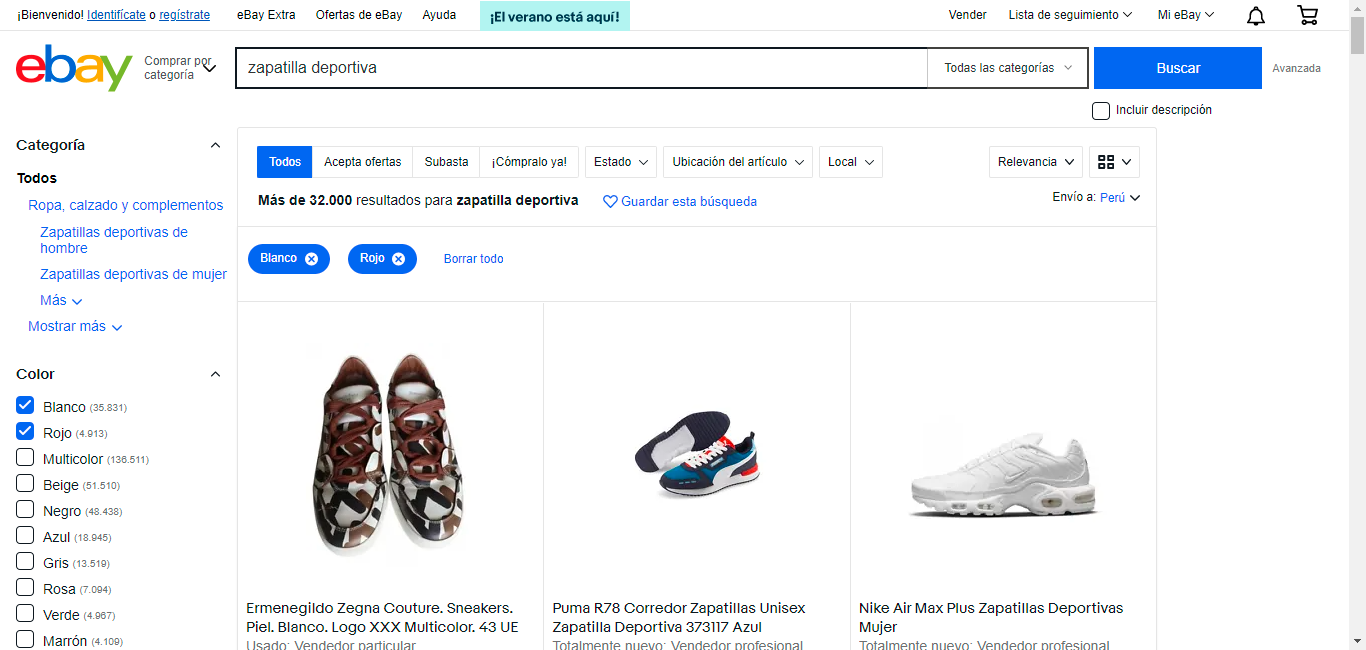 ¡Bienvenido! Identifícate o regístrate eBay Extra Ofertas de eBay Ayuda ¡El verano está aquí! Vender Lista de seguimiento Mi eBay
ebay Comprar por categoría zapatilla deportiva Todas las categorías Buscar Avanzada
Incluir descripción
Categoría
Todos
Ropa, calzado y complementos
Zapatillas deportivas de
hombre
Zapatillas deportivas de mujer
Más
Mostrar más
Color
Blanco (35.831)
Rojo (4.913)
Multicolor (136.511)
Beige (51.510)
Negro (48.438)
Azul (18.945)
Gris (13.519)
Rosa (7.094)
Verde (4.967)
Marrón (4.109)
Todos Acepta ofertas Subasta ¡Cómpralo ya! Estado Ubicación del artículo Local Relevancia
Más de 32.000 resultados para zapatilla deportiva Guardar esta búsqueda Envío a: Perú
Blanco Rojo Borrar todo
Ermenegildo Zegna Couture. Sneakers.
Piel. Blanco. Logo XXX Multicolor. 43 UE
Usado: Vendedor particular
Puma R78 Corredor Zapatillas Unisex
Zapatilla Deportiva 373117 Azul
Totalmente nuevo: Vendedor profesional
Nike Air Max Plus Zapatillas Deportivas
Mujer
Totalmente nuevo: Vendedor profesional